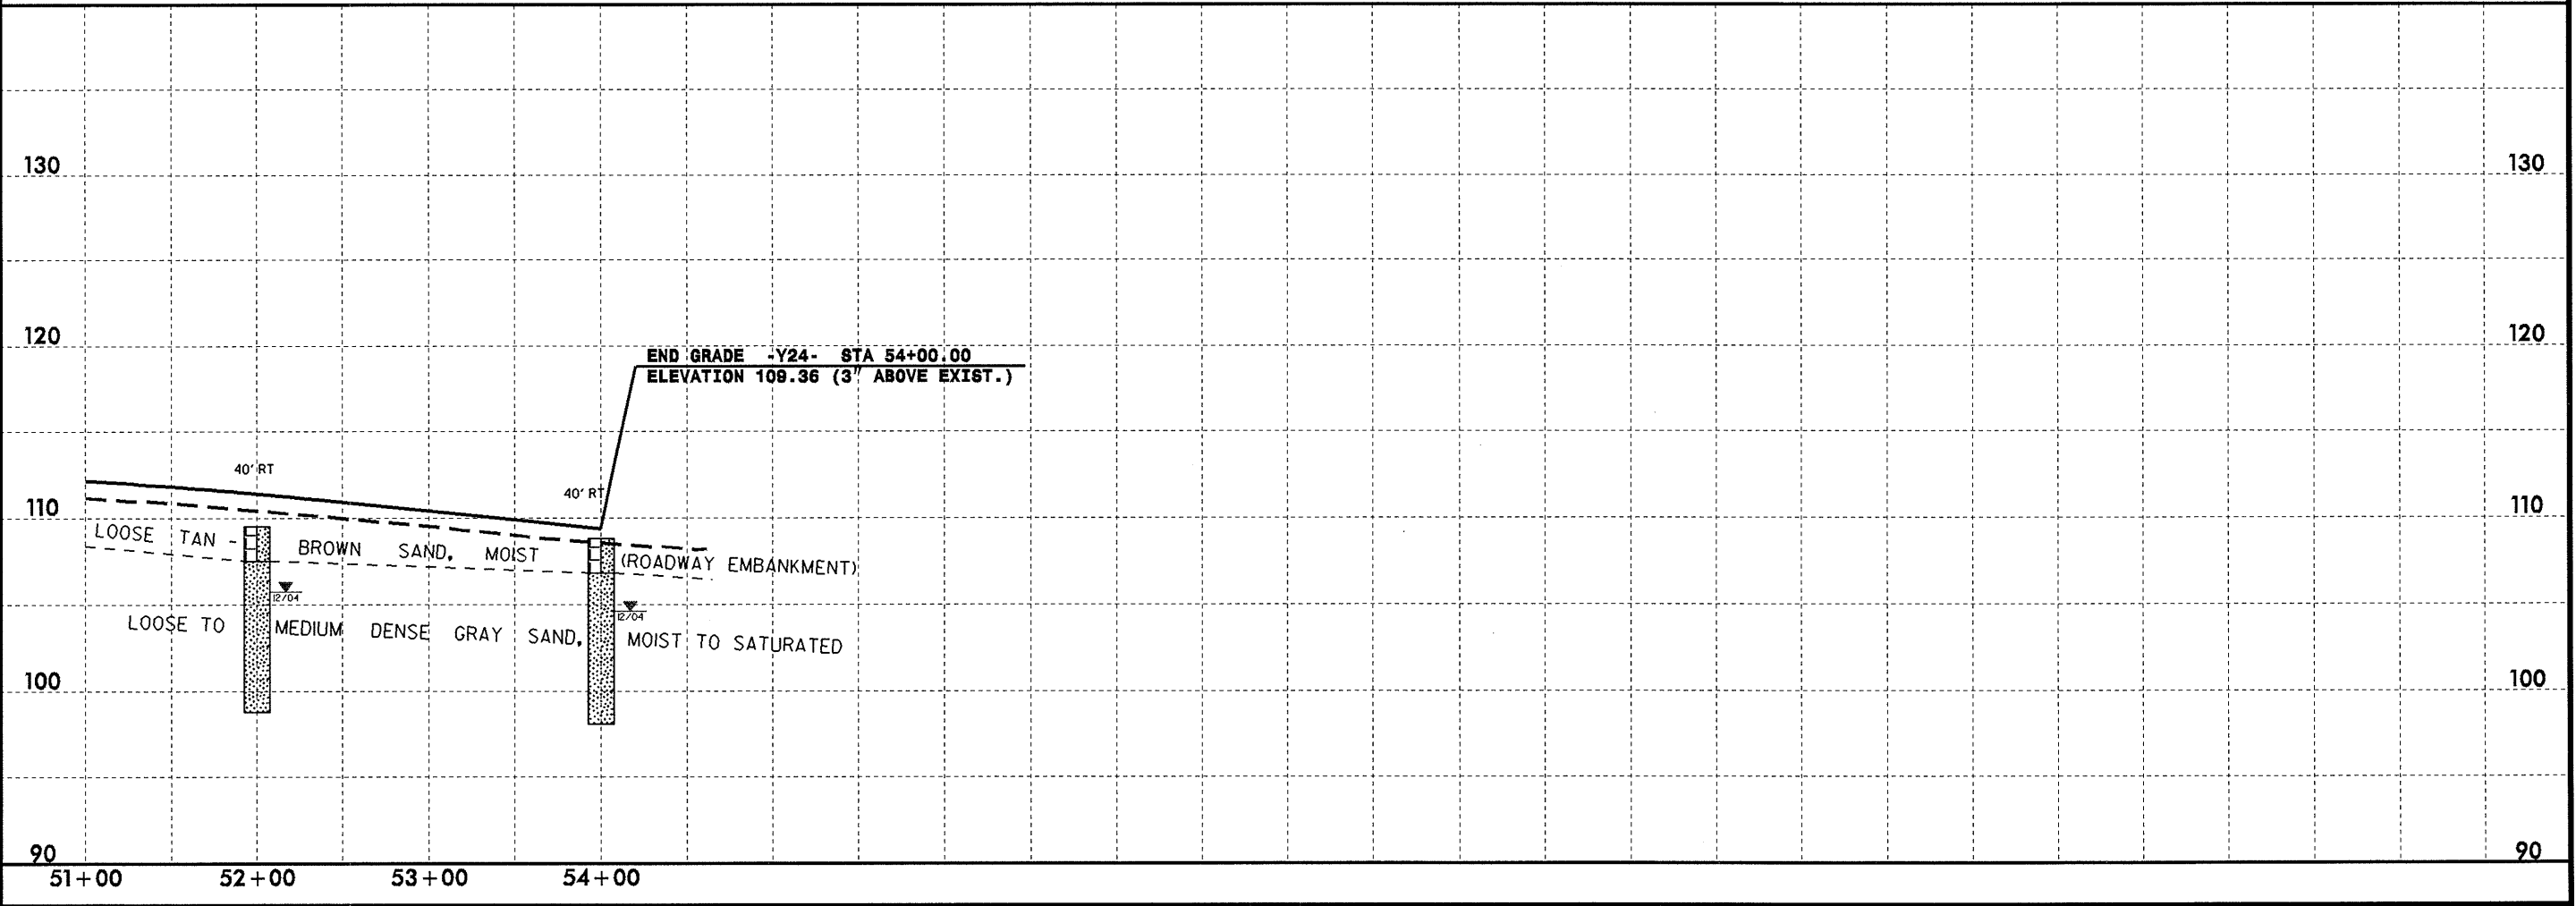 130 130
120 120
END GRADE -Y24- STA 54+00.00
ELEVATION 109.36 (3" ABOVE EXIST.)
40' RT
40' RT
110 110
LOOSE TAN - BROWN SAND, MOIST (ROADWAY EMBANKMENT)
12/04
12/04
LOOSE TO MEDIUM DENSE GRAY SAND, MOIST TO SATURATED
100 100
90 90
51+00 52+00 53+00 54+00